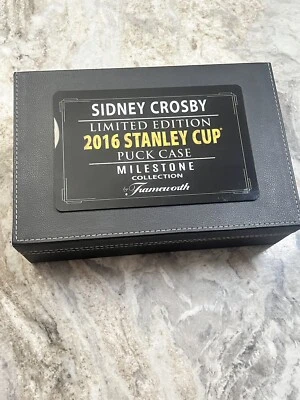 SIDNEY CROSBY
LIMITED EDITION
2016 STANLEY CUP®
PUCK CASE
MILESTONE
COLLECTION
by Frameworth